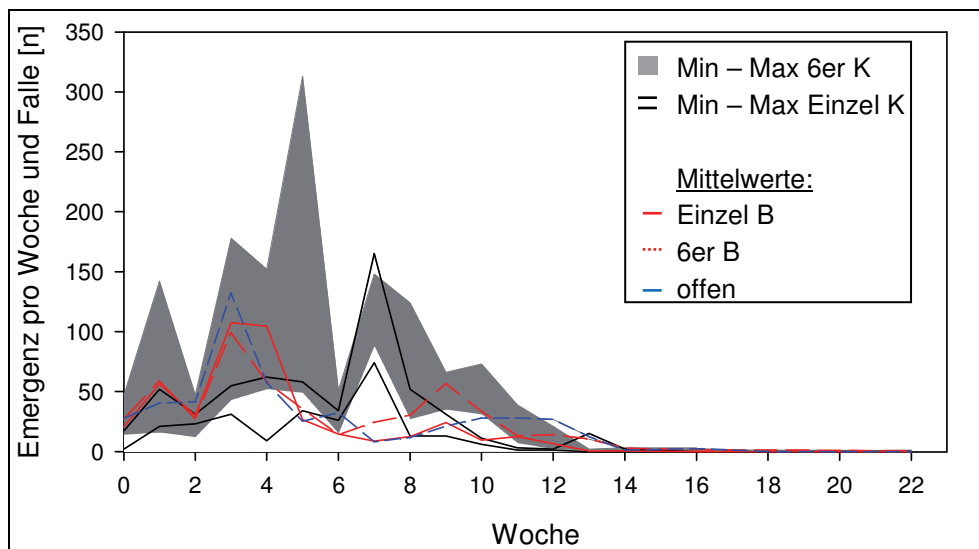 Emergenz pro Woche und Falle [n]
350
300
250
200
150
100
50
0
Min – Max 6er K
Min – Max Einzel K
Mittelwerte:
Einzel B
6er B
offen
0 2 4 6 8 10 12 14 16 18 20 22
Woche